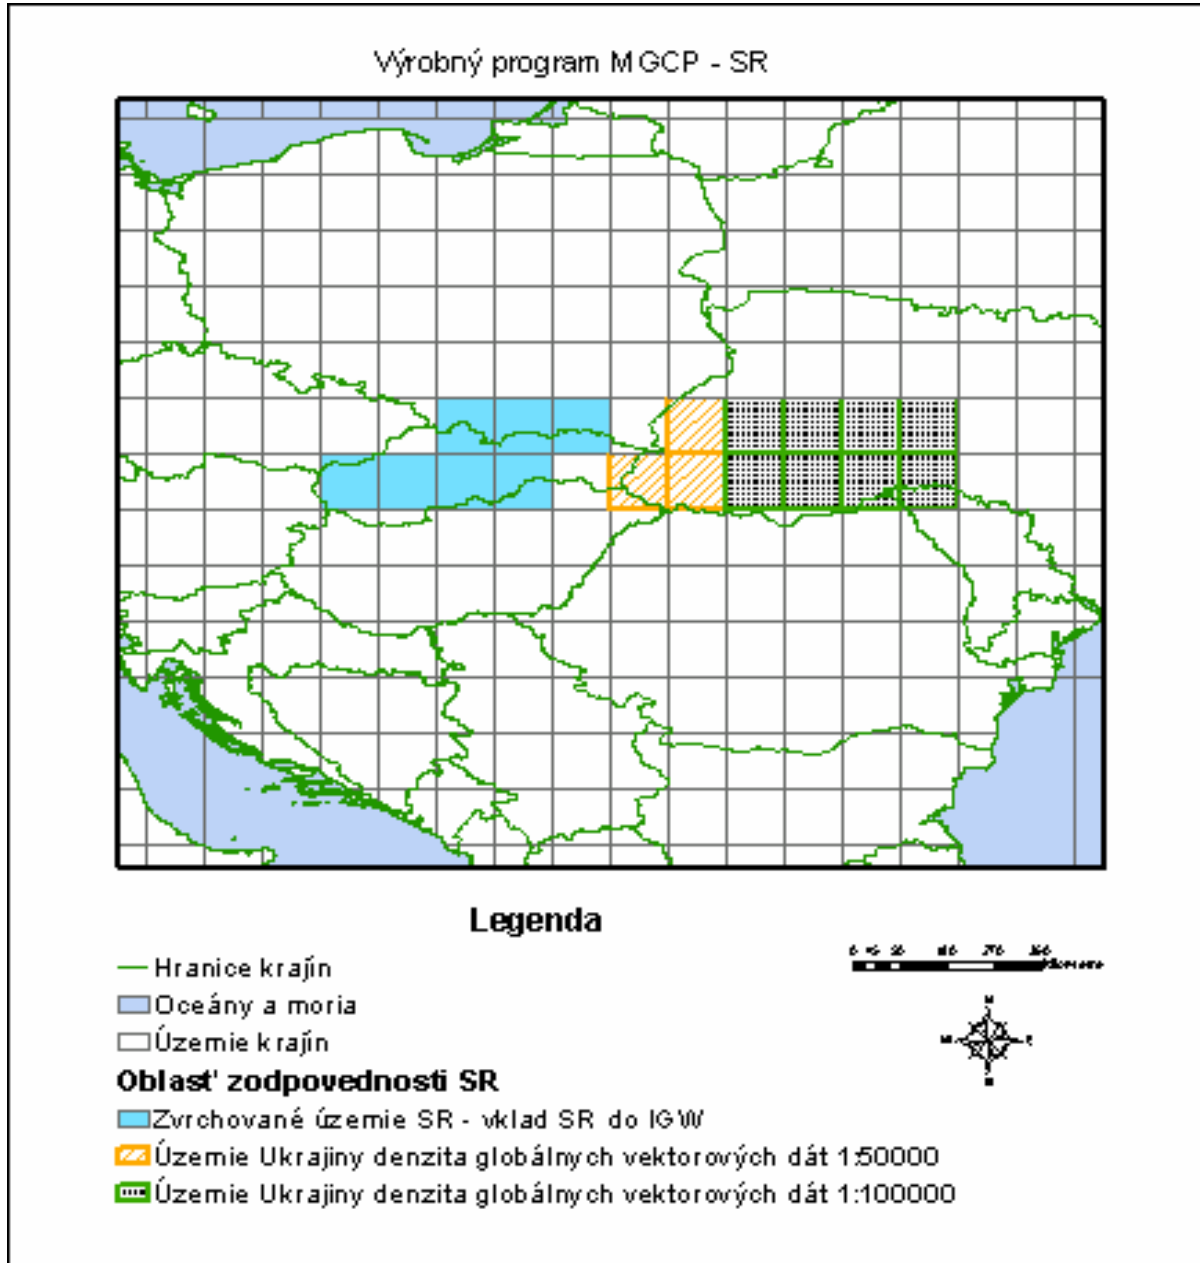 Výrobný program MGCP - SR
Legenda
Hranice krajín
Oceány a moria
Územie krajín
Oblasť zodpovednosti SR
Zvrchované územie SR - vklad SR do IGW
Územie Ukrajiny denzita globálnych vektorových dát 1:50000
Územie Ukrajiny denzita globálnych vektorových dát 1:100000